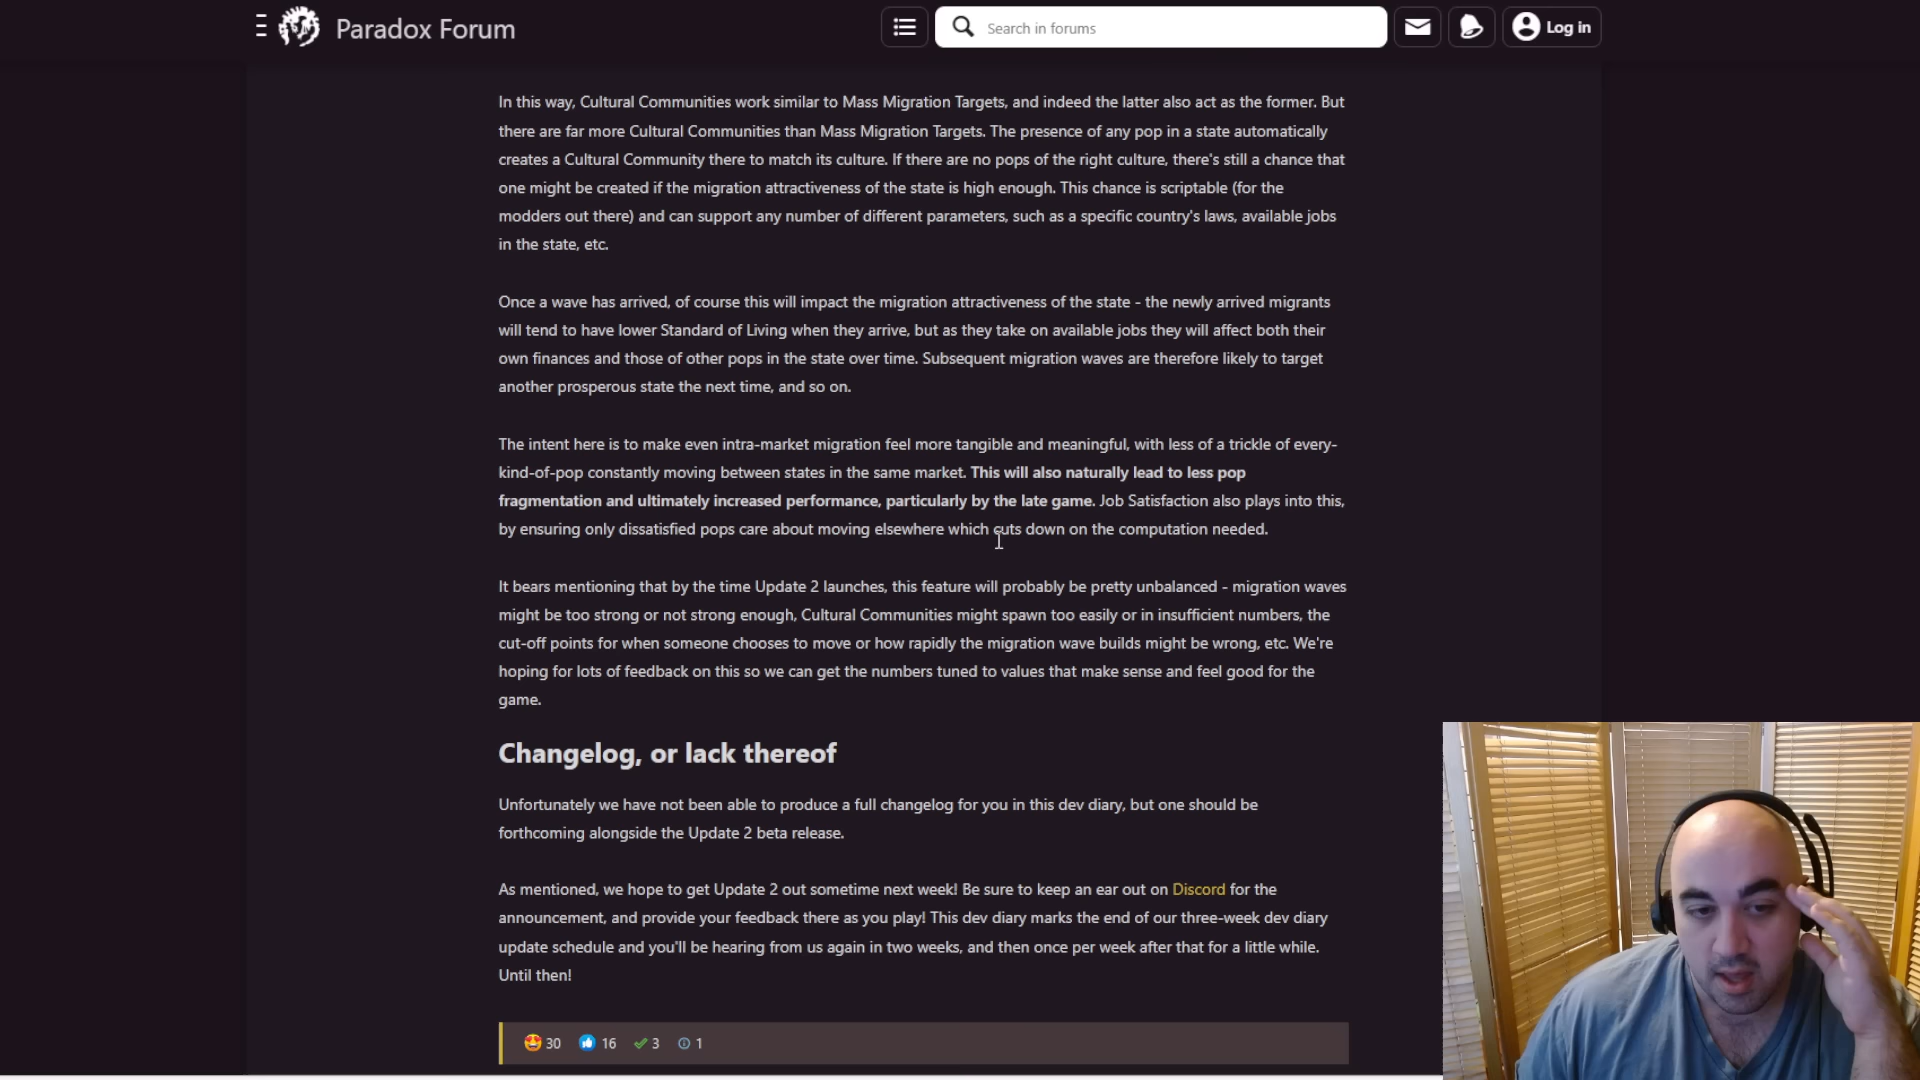 Paradox Forum
Search in forums
Log in
In this way, Cultural Communities work similar to Mass Migration Targets, and indeed the latter also act as the former. But
there are far more Cultural Communities than Mass Migration Targets. The presence of any pop in a state automatically
creates a Cultural Community there to match its culture. If there are no pops of the right culture, there's still a chance that
one might be created if the migration attractiveness of the state is high enough. This chance is scriptable (for the
modders out there) and can support any number of different parameters, such as a specific country's laws, available jobs
in the state, etc.
Once a wave has arrived, of course this will impact the migration attractiveness of the state - the newly arrived migrants
will tend to have lower Standard of Living when they arrive, but as they take on available jobs they will affect both their
own finances and those of other pops in the state over time. Subsequent migration waves are therefore likely to target
another prosperous state the next time, and so on.
The intent here is to make even intra-market migration feel more tangible and meaningful, with less of a trickle of every-
kind-of-pop constantly moving between states in the same market. This will also naturally lead to less pop
fragmentation and ultimately increased performance, particularly by the late game. Job Satisfaction also plays into this,
by ensuring only dissatisfied pops care about moving elsewhere which cuts down on the computation needed.
It bears mentioning that by the time Update 2 launches, this feature will probably be pretty unbalanced - migration waves
might be too strong or not strong enough, Cultural Communities might spawn too easily or in insufficient numbers, the
cut-off points for when someone chooses to move or how rapidly the migration wave builds might be wrong, etc. We're
hoping for lots of feedback on this so we can get the numbers tuned to values that make sense and feel good for the
game.
Changelog, or lack thereof
Unfortunately we have not been able to produce a full changelog for you in this dev diary, but one should be
forthcoming alongside the Update 2 beta release.
As mentioned, we hope to get Update 2 out sometime next week! Be sure to keep an ear out on Discord for the
announcement, and provide your feedback there as you play! This dev diary marks the end of our three-week dev diary
update schedule and you'll be hearing from us again in two weeks, and then once per week after that for a little while.
Until then!
30 16 3 1